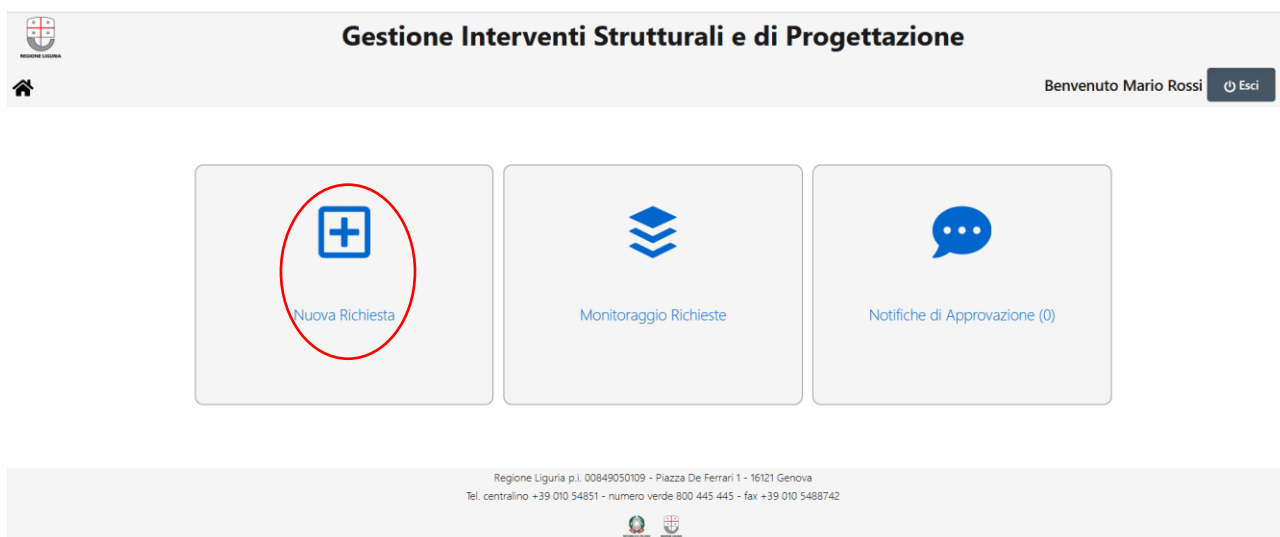 REGIONE LIGURIA
Gestione Interventi Strutturali e di Progettazione
Benvenuto Mario Rossi
Esci
Nuova Richiesta
Monitoraggio Richieste
Notifiche di Approvazione (0)
Regione Liguria p.i. 00849050109 - Piazza De Ferrari 1 - 16121 Genova
Tel. centralino +39 010 54851 - numero verde 800 445 445 - fax +39 010 5488742